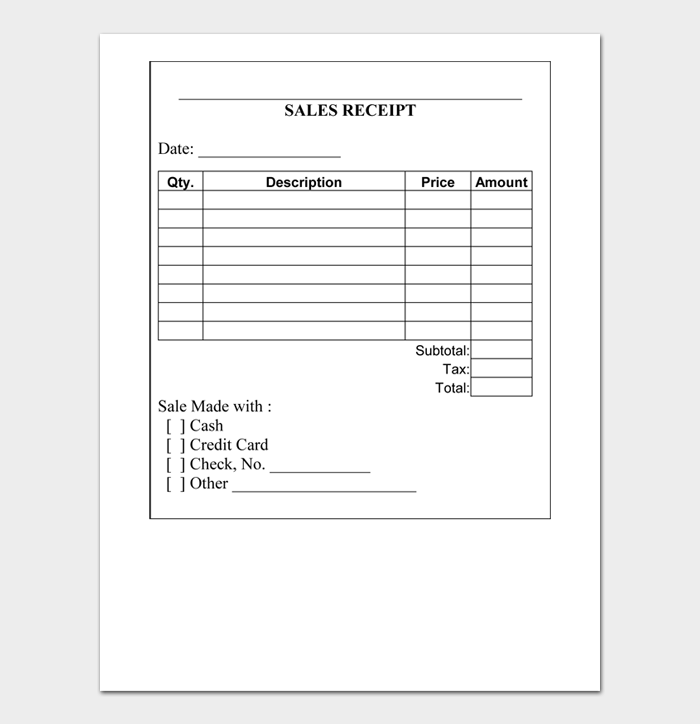 SALES RECEIPT
Date: _________________
Qty. Description Price Amount
Subtotal:
Tax:
Total:
Sale Made with :
[ ] Cash
[ ] Credit Card
[ ] Check, No. ____________
[ ] Other ______________________